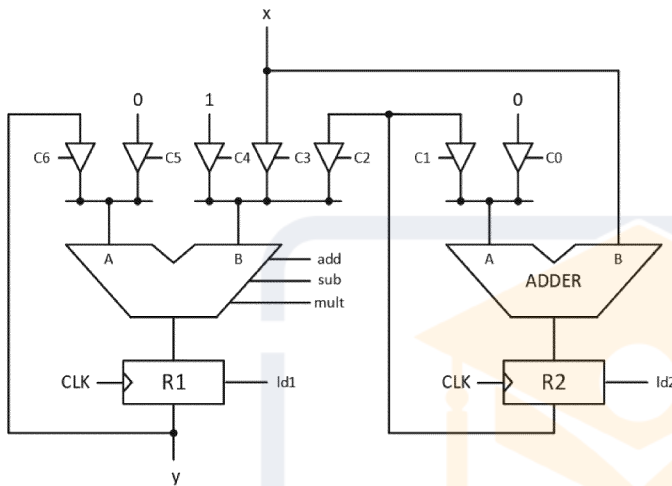 x
0 1 0
C6 C5 C4 C3 C2 C1 C0
A B add A B
sub ADDER
mult
CLK R1 ld1 CLK R2 ld2
y